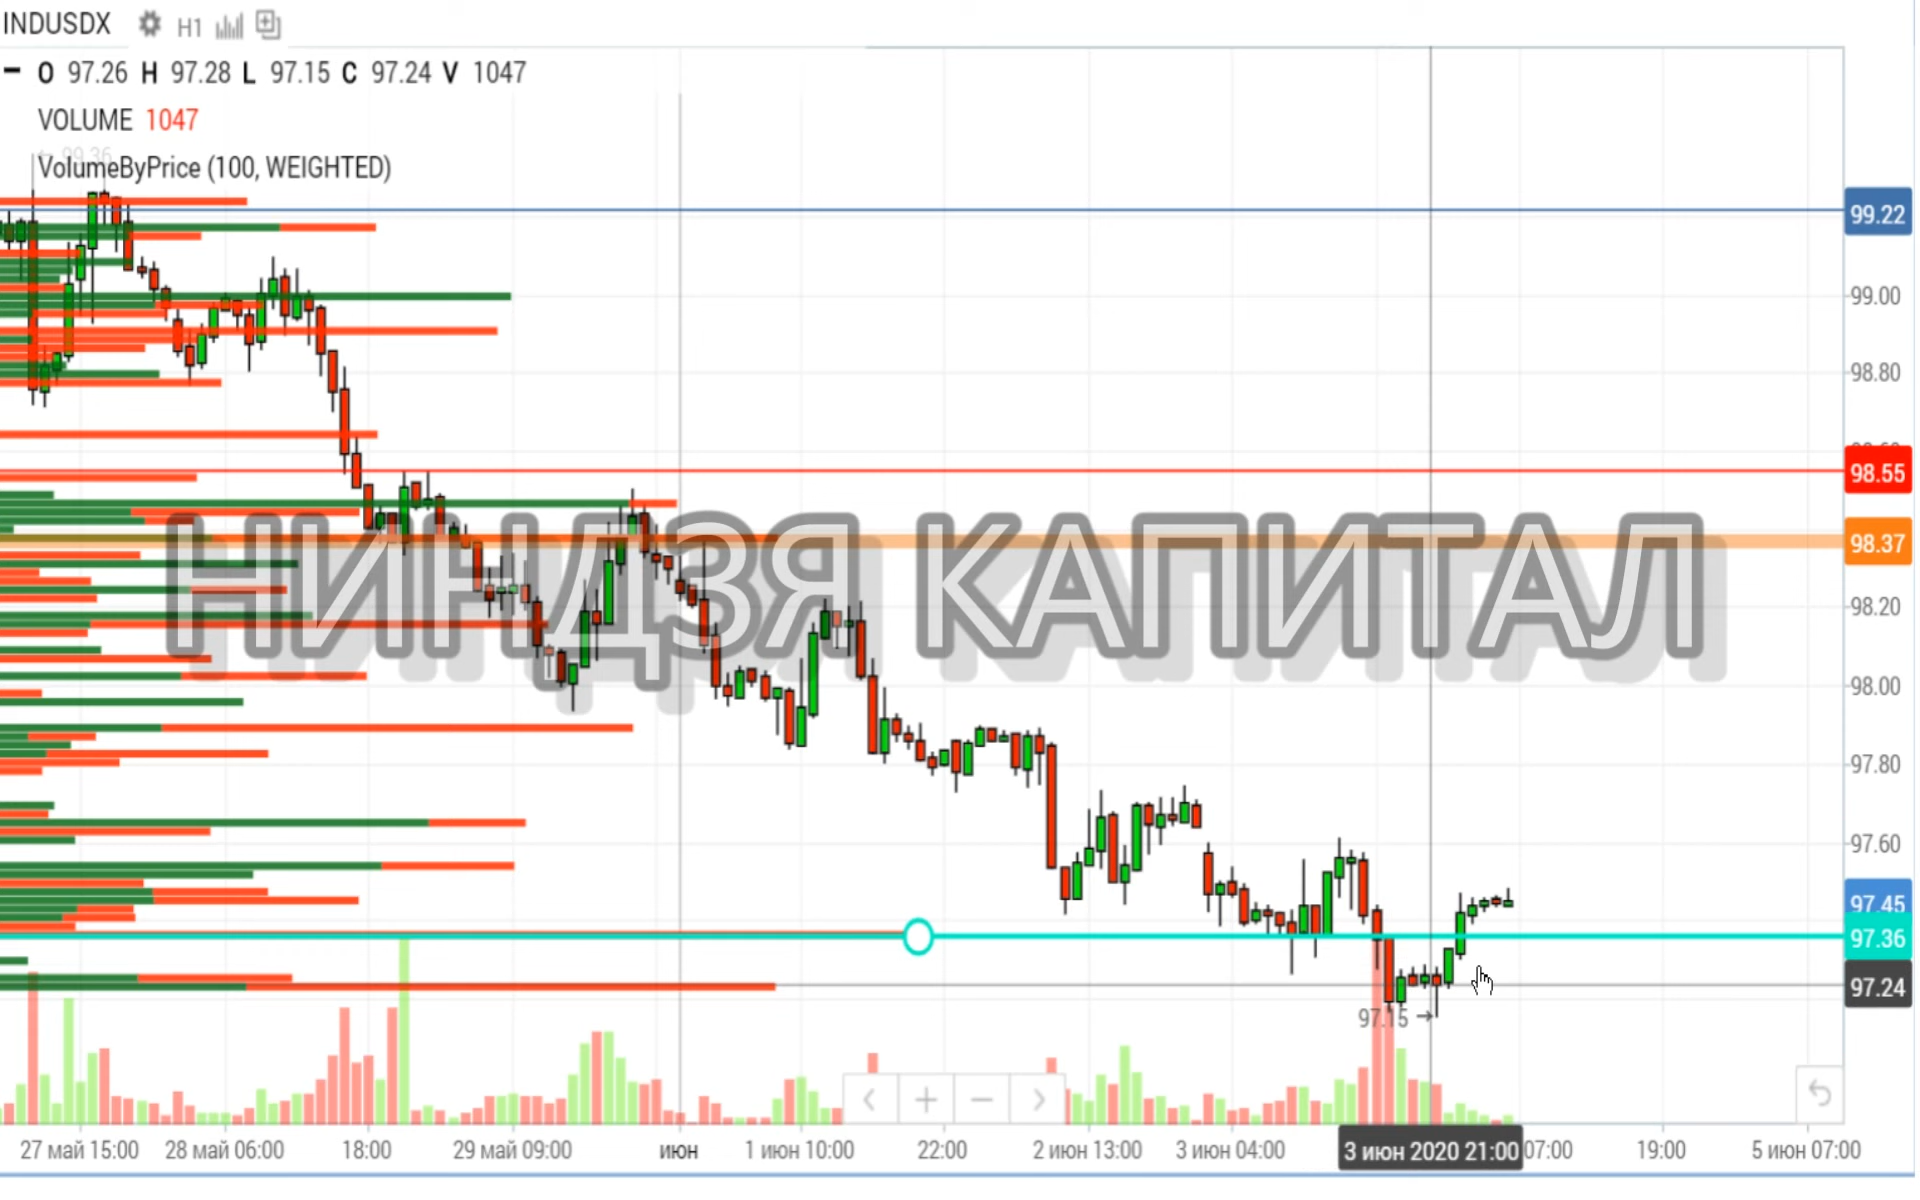 INDUSDX H1
O 97.26 H 97.28 L 97.15 C 97.24 V 1047
VOLUME 1047
99.36
VolumeByPrice (100, WEIGHTED)
99.22
99.00
98.80
98.55
НИНДЗЯ КАПИТАЛ
98.37
98.20
98.00
97.80
97.60
97.45
97.36
97.24
97.15
27 май 15:00 28 май 06:00 18:00 29 май 09:00 июн 1 июн 10:00 22:00 2 июн 13:00 3 июн 04:00 3 июн 2020 21:00 07:00 19:00 5 июн 07:00